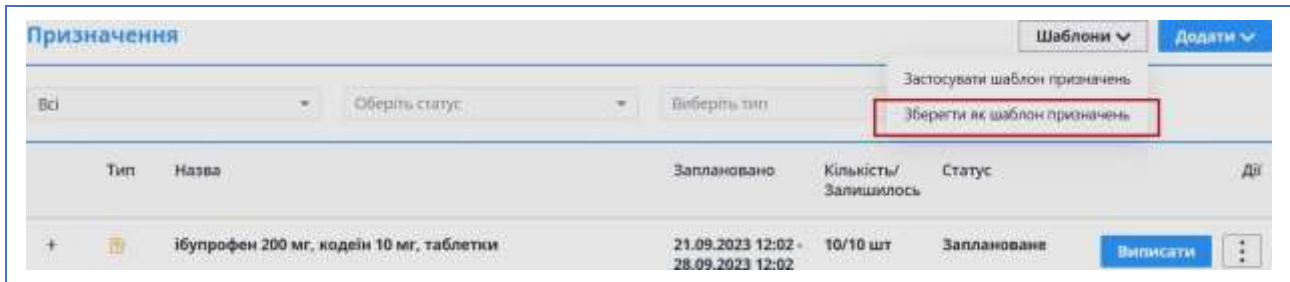 Призначення
Шаблони
Додати
Застосувати шаблон призначень
Всі
Оберіть статус
Виберіть тип
Зберегти як шаблон призначень
Тип
Назва
Заплановано
Кількість/
Залишилось
Статус
Дії
+
ібупрофен 200 мг, кодеїн 10 мг, таблетки
21.09.2023 12:02 -
28.09.2023 12:02
10/10 шт
Заплановане
Виписати